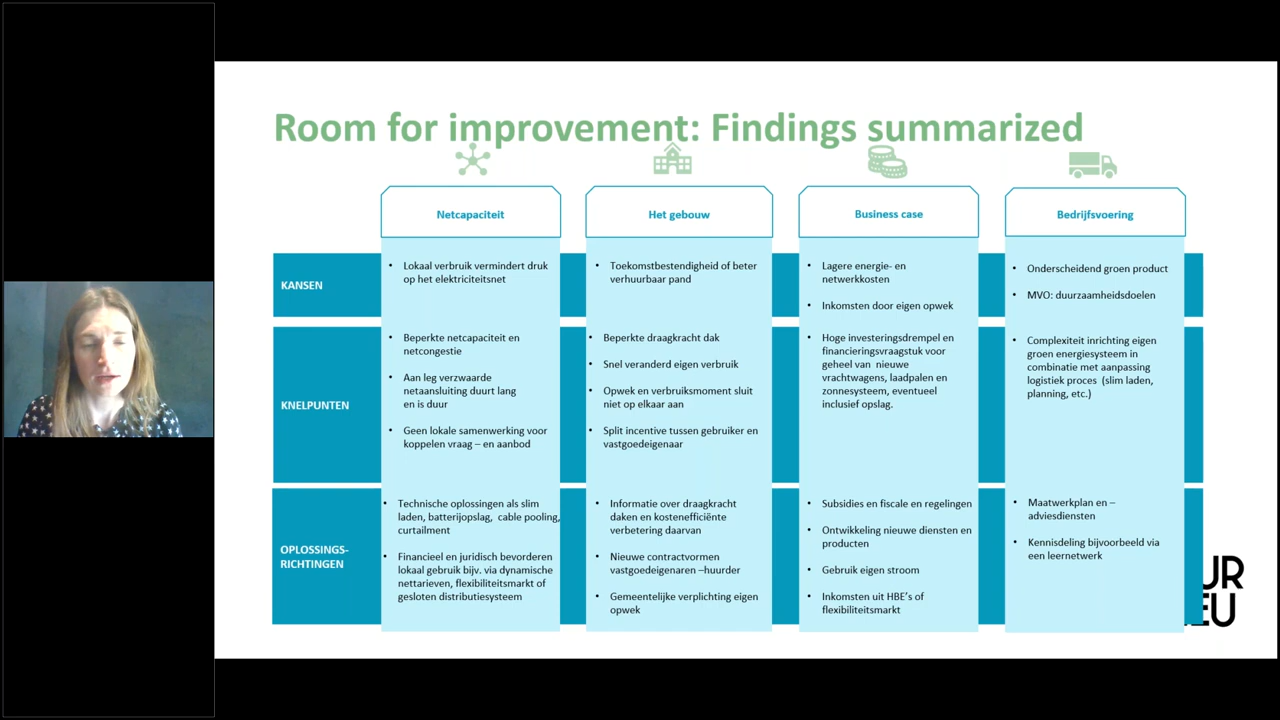 Room for improvement: Findings summarized
Netcapaciteit
Het gebouw
Business case
Bedrijfsvoering
KANSEN
• Lokaal verbruik vermindert druk
op het elektriciteitsnet
• Toekomstbestendigheid of beter
verhuurbaar pand
• Lagere energie- en
netwerkkosten
• Inkomsten door eigen opwek
• Onderscheidend groen product
• MVO: duurzaamheidsdoelen
KNELPUNTEN
• Beperkte netcapaciteit en
netcongestie
• Aan leg verzwaarde
netaansluiting duurt lang
en is duur
• Geen lokale samenwerking voor
koppelen vraag – en aanbod
• Beperkte draagkracht dak
• Snel veranderd eigen verbruik
• Opwek en verbruiksmoment sluit
niet op elkaar aan
• Split incentive tussen gebruiker en
vastgoedeigenaar
• Hoge investeringsdrempel en
financieringsvraagstuk voor
geheel van nieuwe
vrachtwagens, laadpalen en
zonnesysteem, eventueel
inclusief opslag.
• Complexiteit inrichting eigen
groen energiesysteem in
combinatie met aanpassing
logistiek proces (slim laden,
planning, etc.)
OPLOSSINGS-
RICHTINGEN
• Technische oplossingen als slim
laden, batterijopslag, cable pooling,
curtailment
• Financieel en juridisch bevorderen
lokaal gebruik bijv. via dynamische
nettarieven, flexibiliteitsmarkt of
gesloten distributiesysteem
• Informatie over draagkracht
daken en kostenefficiënte
verbetering daarvan
• Nieuwe contractvormen
vastgoedeigenaren –huurder
• Gemeentelijke verplichting eigen
opwek
• Subsidies en fiscale en regelingen
• Ontwikkeling nieuwe diensten en
producten
• Gebruik eigen stroom
• Inkomsten uit HBE's of
flexibiliteitsmarkt
• Maatwerkplan en –
adviesdiensten
• Kennisdeling bijvoorbeeld via
een leernetwerk